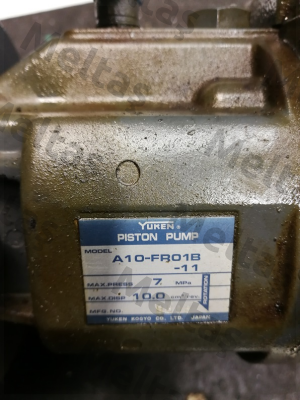 YUKEN
PISTON PUMP
MODEL A10-FR01B
-11
MAX.PRESS 7 MPa
MAX.DISP 10.0
MFG.NO.
YUKEN KOGYO CO., LTD. JAPAN
Meltas